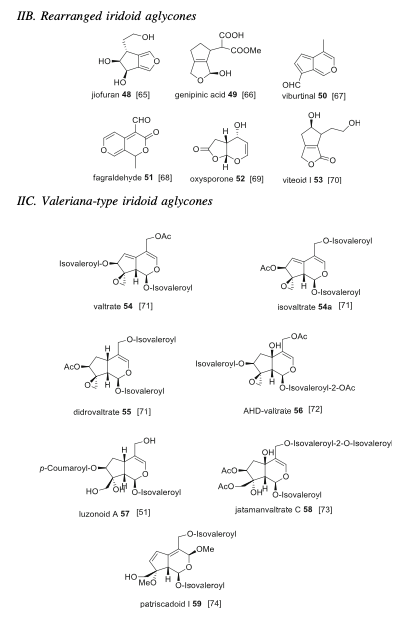 IIB. Rearranged iridoid aglycones
OH
HO
O
HO
jiofuran 48 [65]
COOH
COOMe
OH
O
genipinic acid 49 [66]
O
OHC
viburtinal 50 [67]
CHO
O
O
O
fagraldehyde 51 [68]
OH
H
O
O
O
H
oxysporone 52 [69]
OH
OH
O
O
viteoid I 53 [70]
IIC. Valeriana-type iridoid aglycones
OAc
Isovaleroyl-O
O
O
H
O-Isovaleroyl
valtrate 54 [71]
O-Isovaleroyl
AcO
O
O
H
O-Isovaleroyl
isovaltrate 54a [71]
O-Isovaleroyl
H
AcO
O
O
H
O-Isovaleroyl
didrovaltrate 55 [71]
OAc
OH
Isovaleroyl-O
O
O
H
O-Isovaleroyl-2-OAc
AHD-valtrate 56 [72]
OH
H
p-Coumaroyl-O
O
HO
OH
H
O-Isovaleroyl
luzonoid A 57 [51]
O-Isovaleroyl-2-O-Isovaleroyl
OH
AcO
O
AcO
OH
H
O-Isovaleroyl
jatamanvaltrate C 58 [73]
O-Isovaleroyl
OMe
O
HO
MeO
H
O-Isovaleroyl
patriscadoid I 59 [74]